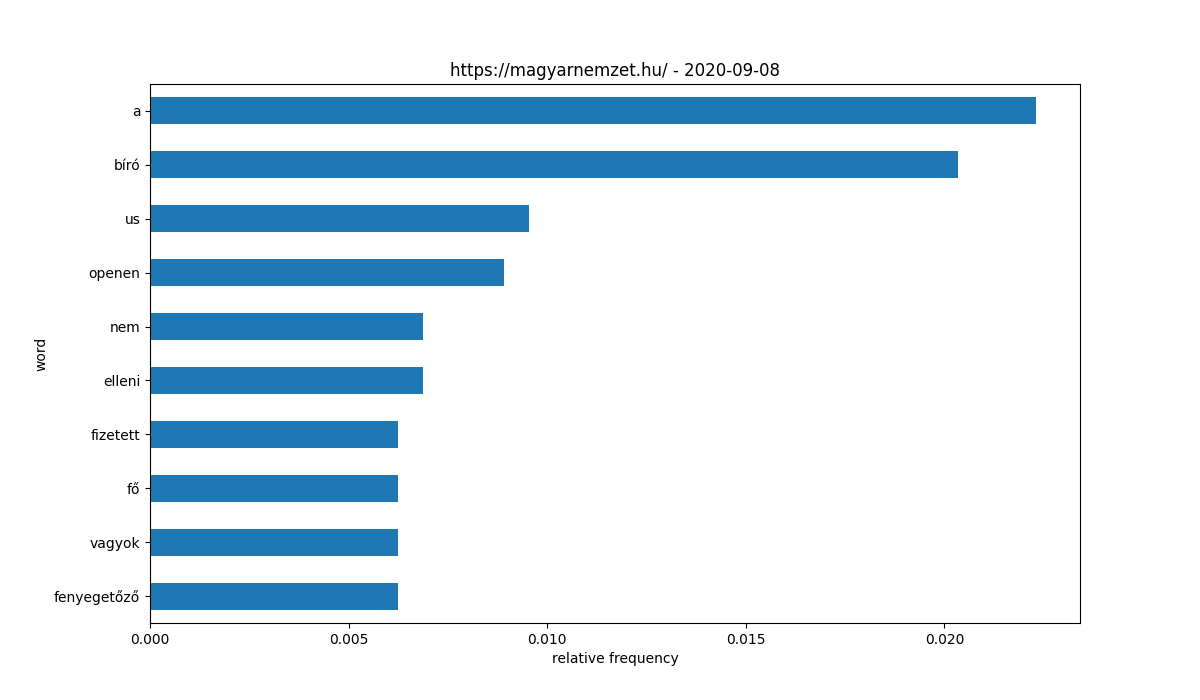 https://magyarnemzet.hu/ - 2020-09-08
word
a
bíró
us
openen
nem
elleni
fizetett
fő
vagyok
fenyegetőző
0.000 0.005 0.010 0.015 0.020
relative frequency